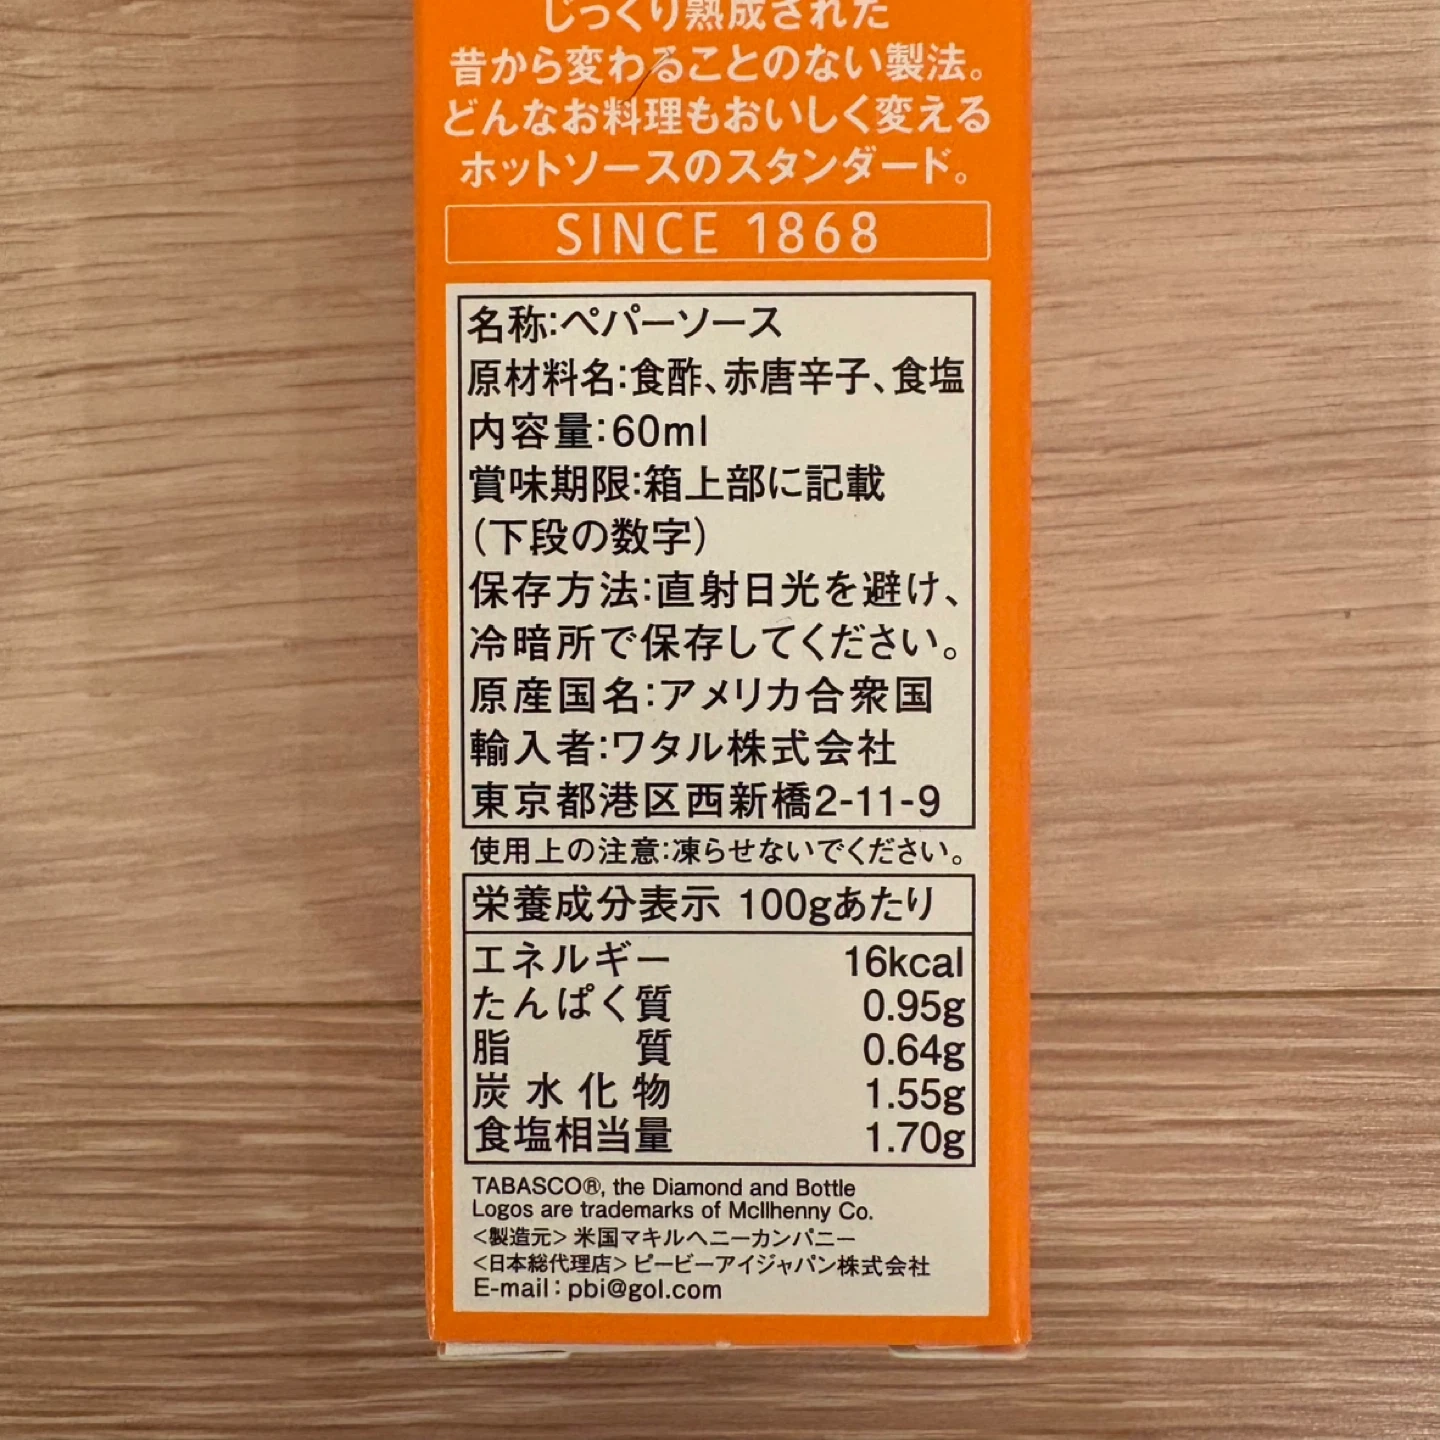 じっくり熟成された
昔から変わることのない製法。
どんなお料理もおいしく変える
ホットソースのスタンダード。
SINCE 1868
名称:ペパーソース
原材料名:食酢、赤唐辛子、食塩
内容量:60ml
賞味期限:箱上部に記載
(下段の数字)
保存方法:直射日光を避け、
冷暗所で保存してください。
原産国名:アメリカ合衆国
輸入者:ワタル株式会社
東京都港区西新橋2-11-9
使用上の注意:凍らせないでください。
栄養成分表示 100gあたり
エネルギー 16kcal
たんぱく質 0.95g
脂質 0.64g
炭水化物 1.55g
食塩相当量 1.70g
TABASCO®, the Diamond and Bottle
Logos are trademarks of McIlhenny Co.
<製造元>米国マキルヘニーカンパニー
<日本総代理店>ピービーアイジャパン株式会社
E-mail:pbi@gol.com